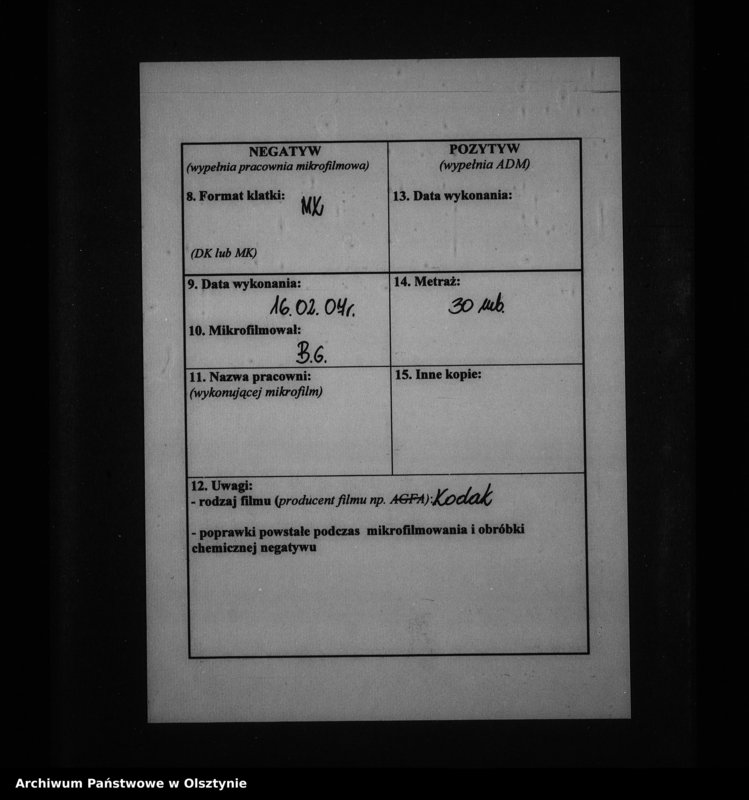 NEGATYW
(wypełnia pracownia mikrofilmowa)
8. Format klatki:
MK
(DK lub MK)
POZYTYW
(wypełnia ADM)
13. Data wykonania:
9. Data wykonania:
16.02.04r.
10. Mikrofilmował:
B.G.
14. Metraż:
30 mb.
11. Nazwa pracowni:
(wykonującej mikrofilm)
15. Inne kopie:
12. Uwagi:
- rodzaj filmu (producent filmu np. AGFA): Kodak
- poprawki powstałe podczas mikrofilmowania i obróbki
chemicznej negatywu
Archiwum Państwowe w Olsztynie